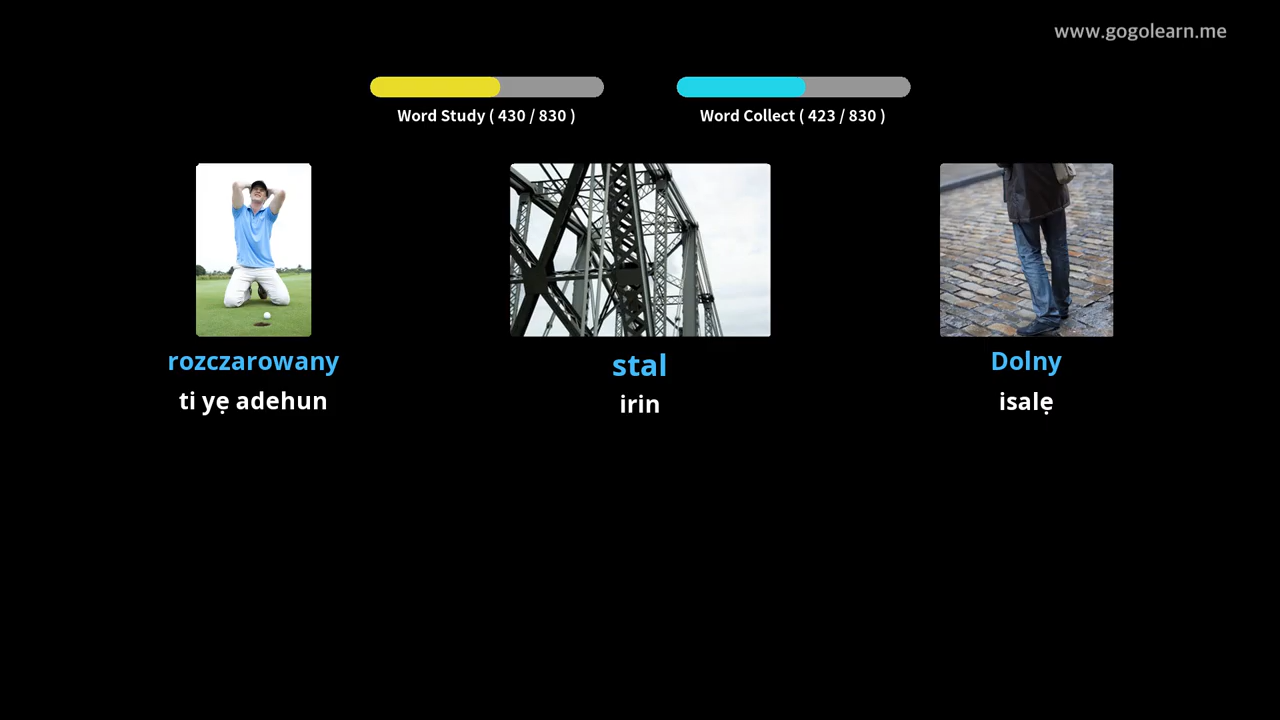 www.gogolearn.me
Word Study ( 430 / 830 )
Word Collect ( 423 / 830 )
rozczarowany
ti yẹ adehun
stal
irin
Dolny
isalẹ